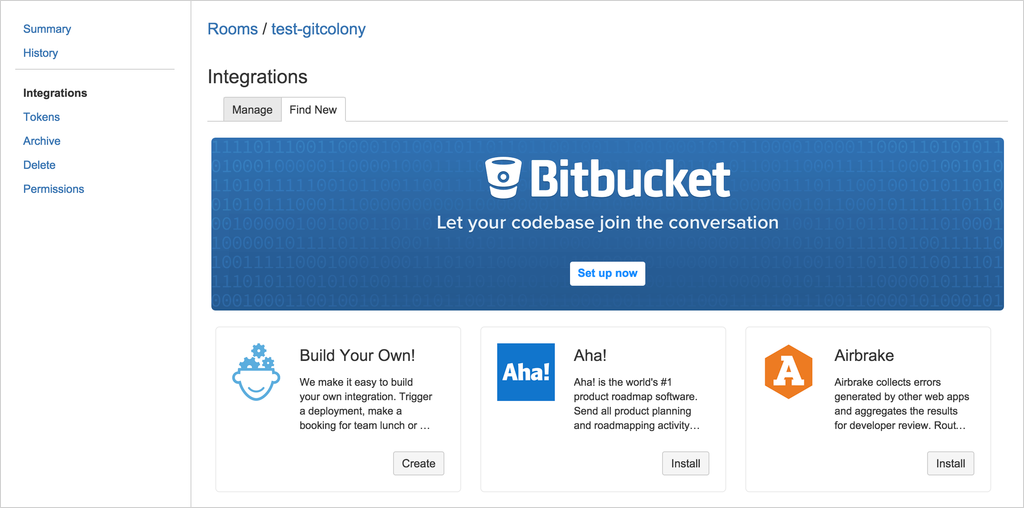 Summary
History
Integrations
Tokens
Archive
Delete
Permissions
Rooms / test-gitcolony
Integrations
Manage
Find New
Bitbucket
Let your codebase join the conversation
Set up now
Build Your Own!
We make it easy to build
your own integration. Trigger
a deployment, make a
booking for team lunch or ...
Create
Aha!
Aha!
Aha! is the world's #1
product roadmap software.
Send all product planning
and roadmapping activity...
Install
A
Airbrake
Airbrake collects errors
generated by other web apps
and aggregates the results
for developer review. Rout...
Install